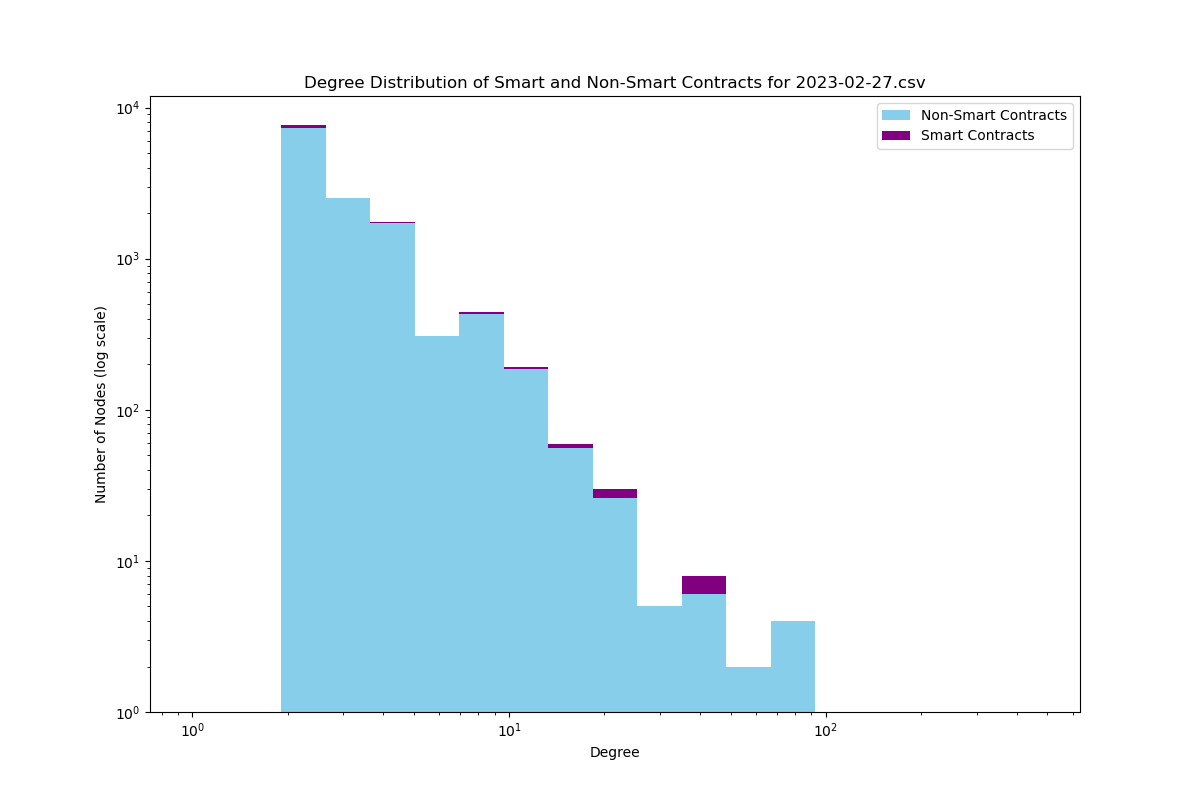 Degree Distribution of Smart and Non-Smart Contracts for 2023-02-27.csv
Non-Smart Contracts
Smart Contracts
Number of Nodes (log scale)
10⁴
10³
10²
10¹
10⁰
10⁰ 10¹ 10²
Degree